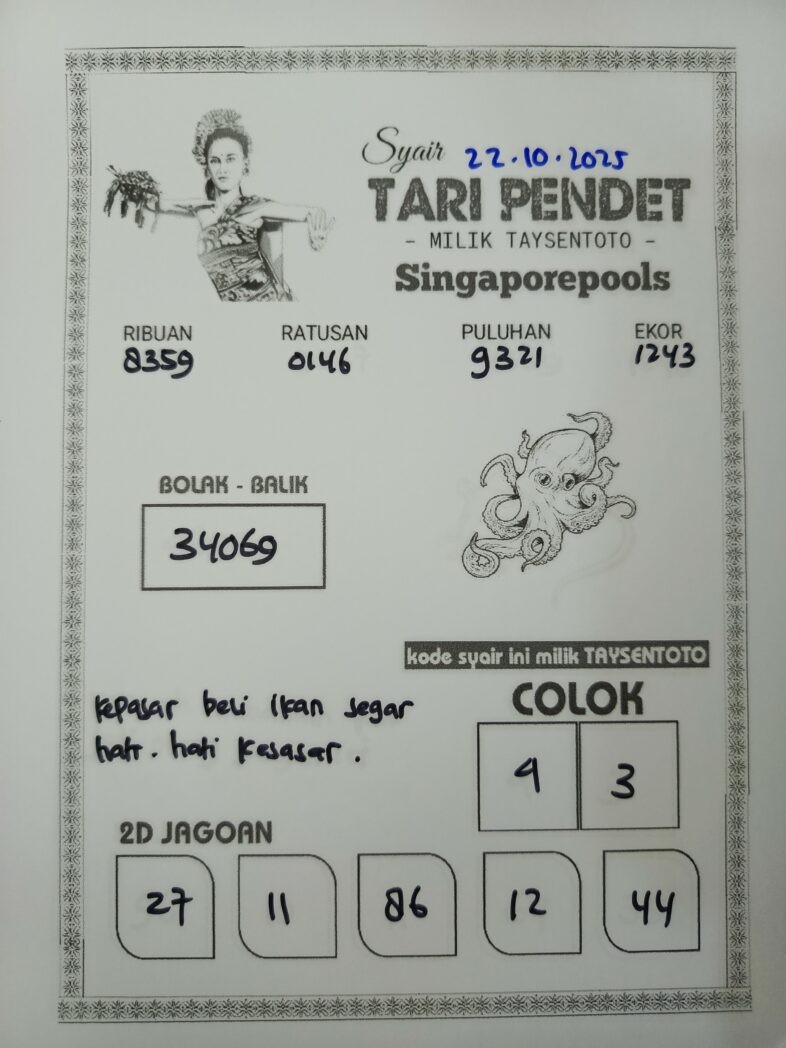 Syair 22.10.2025
TARI PENDET
- MILIK TAYSENTOTO -
Singaporepools
RIBUAN RATUSAN PULUHAN EKOR
8359 0146 9321 1243
BOLAK - BALIK
34069
kode syair ini milik TAYSENTOTO
kepasar beli ikan segar
hati. hati kesasar.
COLOK
4 3
2D JAGOAN
27 11 86 12 44